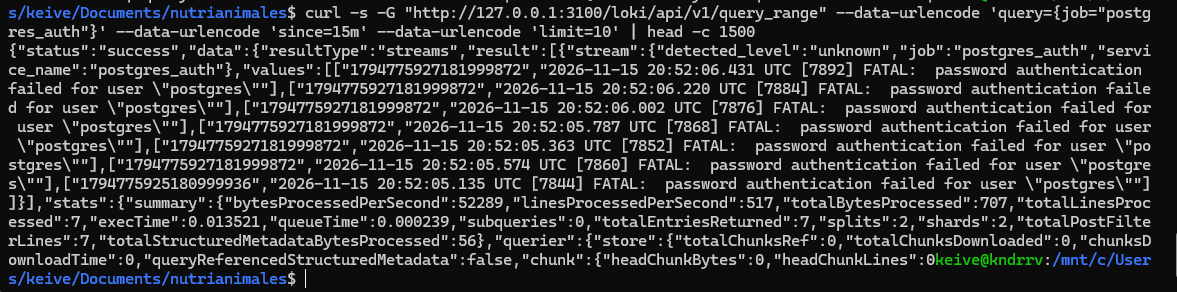 s/keive/Documents/nutrianimales$ curl -s -G "http://127.0.0.1:3100/loki/api/v1/query_range" --data-urlencode 'query={job="postg
res_auth"}' --data-urlencode 'since=15m' --data-urlencode 'limit=10' | head -c 1500
{"status":"success","data":{"resultType":"streams","result":[{"stream":{"detected_level":"unknown","job":"postgres_auth","servi
ce_name":"postgres_auth"},"values":[["1794775927181999872","2026-11-15 20:52:06.431 UTC [7892] FATAL:  password authentication
failed for user \"postgres\""],["1794775927181999872","2026-11-15 20:52:06.220 UTC [7884] FATAL:  password authentication faile
d for user \"postgres\""],["1794775927181999872","2026-11-15 20:52:06.002 UTC [7876] FATAL:  password authentication failed for
 user \"postgres\""],["1794775927181999872","2026-11-15 20:52:05.787 UTC [7868] FATAL:  password authentication failed for user
 \"postgres\""],["1794775927181999872","2026-11-15 20:52:05.363 UTC [7852] FATAL:  password authentication failed for user \"po
stgres\""],["1794775927181999872","2026-11-15 20:52:05.574 UTC [7860] FATAL:  password authentication failed for user \"postgre
s\""],["1794775925180999936","2026-11-15 20:52:05.135 UTC [7844] FATAL:  password authentication failed for user \"postgres\""]
]}],"stats":{"summary":{"bytesProcessedPerSecond":52289,"linesProcessedPerSecond":517,"totalBytesProcessed":707,"totalLinesProc
essed":7,"execTime":0.013521,"queueTime":0.000239,"subqueries":0,"totalEntriesReturned":7,"splits":2,"shards":2,"totalPostFilte
rLines":7,"totalStructuredMetadataBytesProcessed":56},"querier":{"store":{"totalChunksRef":0,"totalChunksDownloaded":0,"chunksD
ownloadTime":0,"queryReferencedStructuredMetadata":false,"chunk":{"headChunkBytes":0,"headChunkLines":0keive@kndrrv:/mnt/c/User
s/keive/Documents/nutrianimales$